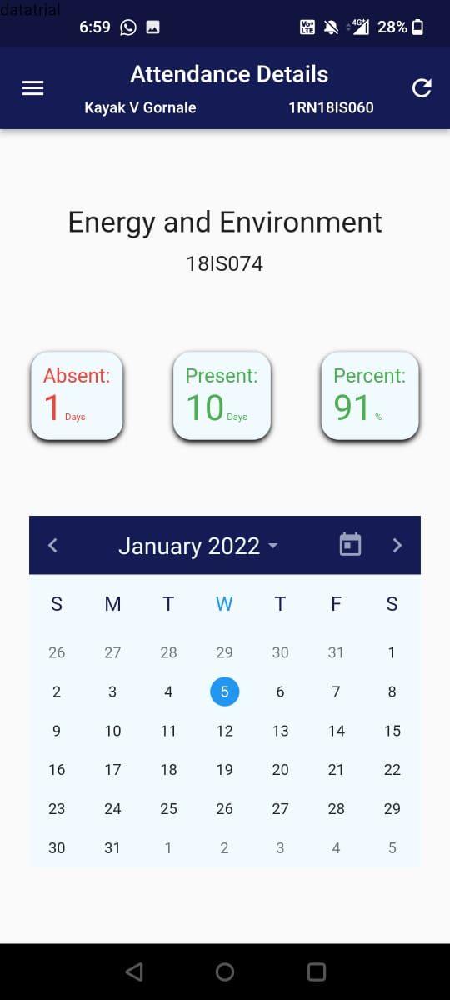 datatrial
6:59 Vo LTE 4G+ 28%
Attendance Details
Kayak V Gornale 1RN18IS060
Energy and Environment
18IS074
Absent: Present: Percent:
1 Days 10 Days 91 %
January 2022
S M T W T F S
26 27 28 29 30 31 1
2 3 4 5 6 7 8
9 10 11 12 13 14 15
16 17 18 19 20 21 22
23 24 25 26 27 28 29
30 31 1 2 3 4 5